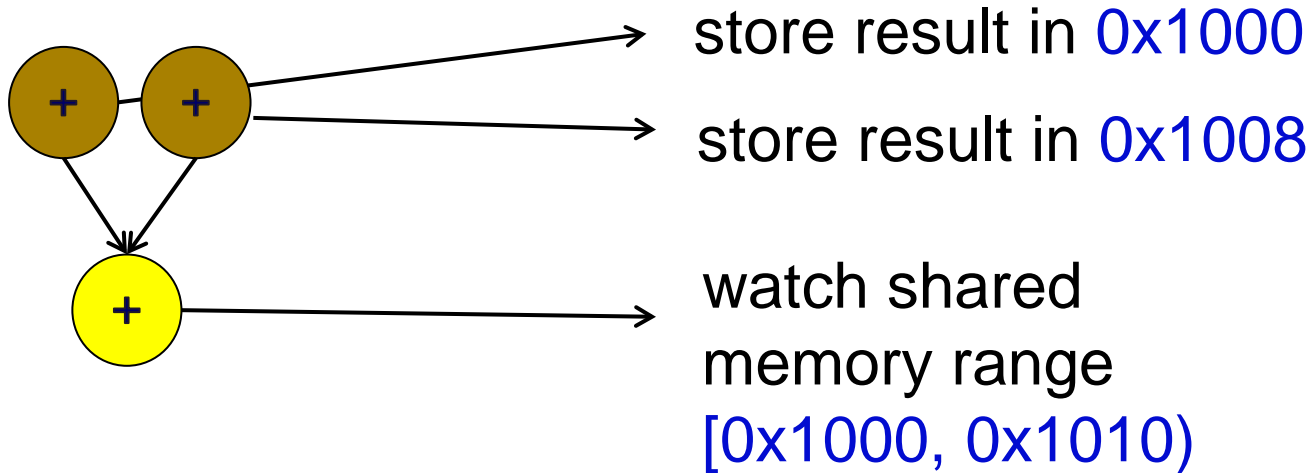 store result in 0x1000
+ +
store result in 0x1008
+
watch shared
memory range
[0x1000, 0x1010)